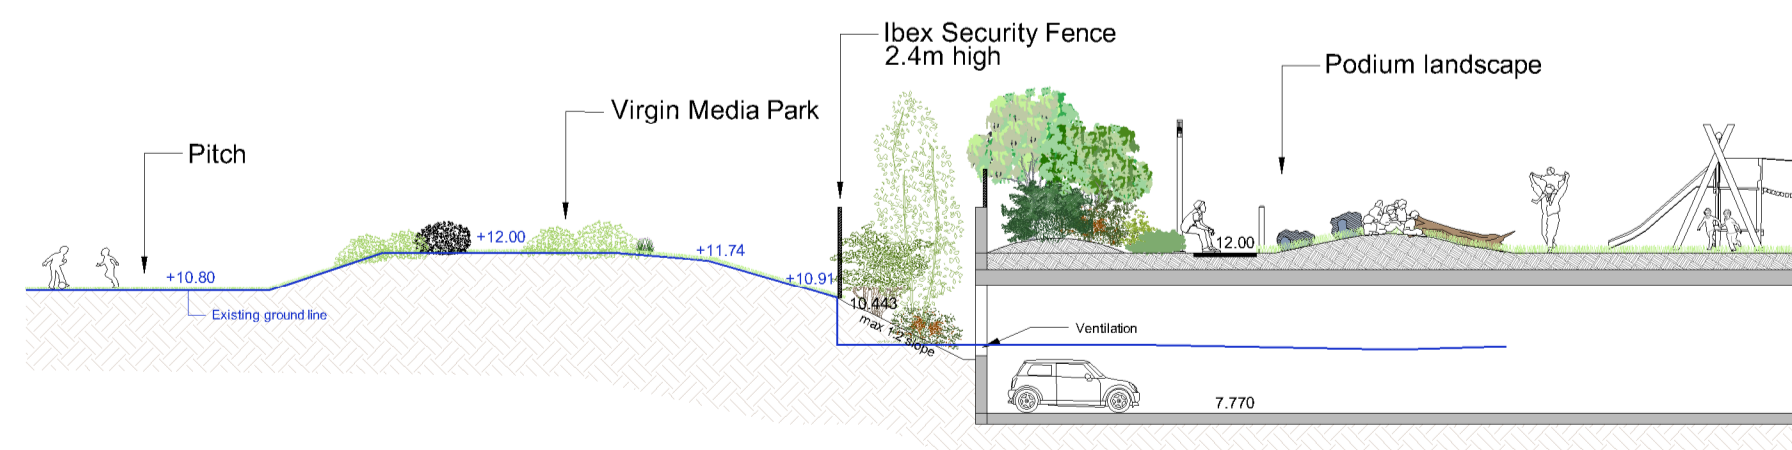 Ibex Security Fence
2.4m high
Podium landscape
Virgin Media Park
Pitch
+12.00
+11.74
12.00
+10.80
+10.91
10.443
Existing ground line
max 1:2 slope
Ventilation
7.770